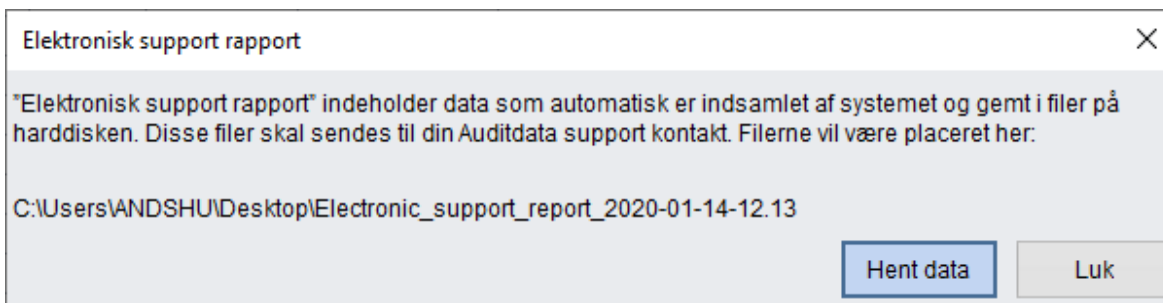 Elektronisk support rapport
"Elektronisk support rapport" indeholder data som automatisk er indsamlet af systemet og gemt i filer på
harddisken. Disse filer skal sendes til din Auditdata support kontakt. Filerne vil være placeret her:
C:\Users\ANDSHU\Desktop\Electronic_support_report_2020-01-14-12.13
Hent data Luk